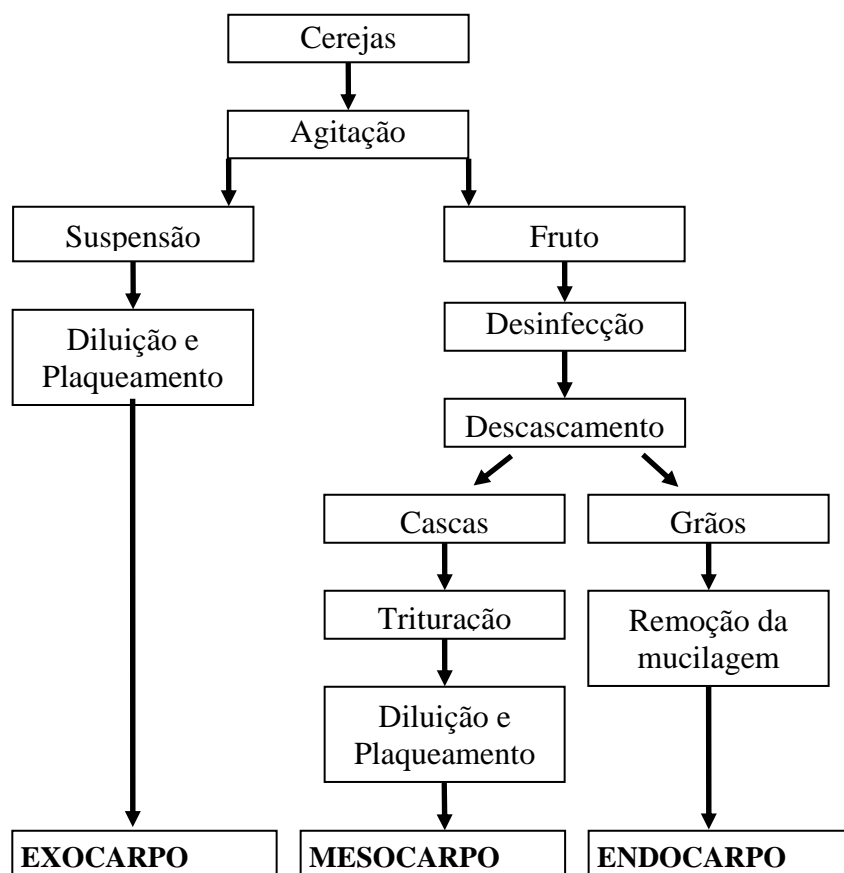 Cerejas
Agitação
Suspensão
Fruto
Diluição e
Plaqueamento
Desinfecção
Descascamento
Cascas
Grãos
Trituração
Remoção da
mucilagem
Diluição e
Plaqueamento
EXOCARPO
MESOCARPO
ENDOCARPO